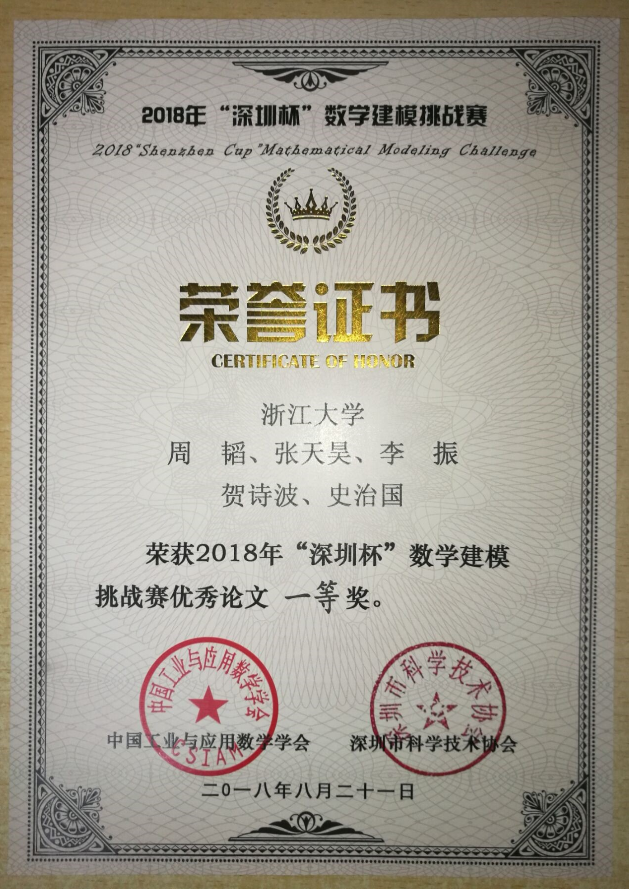 2018年“深圳杯”数学建模挑战赛
2018"Shenzhen Cup"Mathematical Modeling Challenge
荣誉证书
CERTIFICATE OF HONOR
浙江大学
周 韬、张天昊、李 振
贺诗波、史治国
荣获2018年“深圳杯”数学建模
挑战赛优秀论文 一等 奖。
中国工业与应用数学学会
CSIAM
深圳市科学技术协会
中国工业与应用数学学会 深圳市科学技术协会
二0一八年八月二十一日